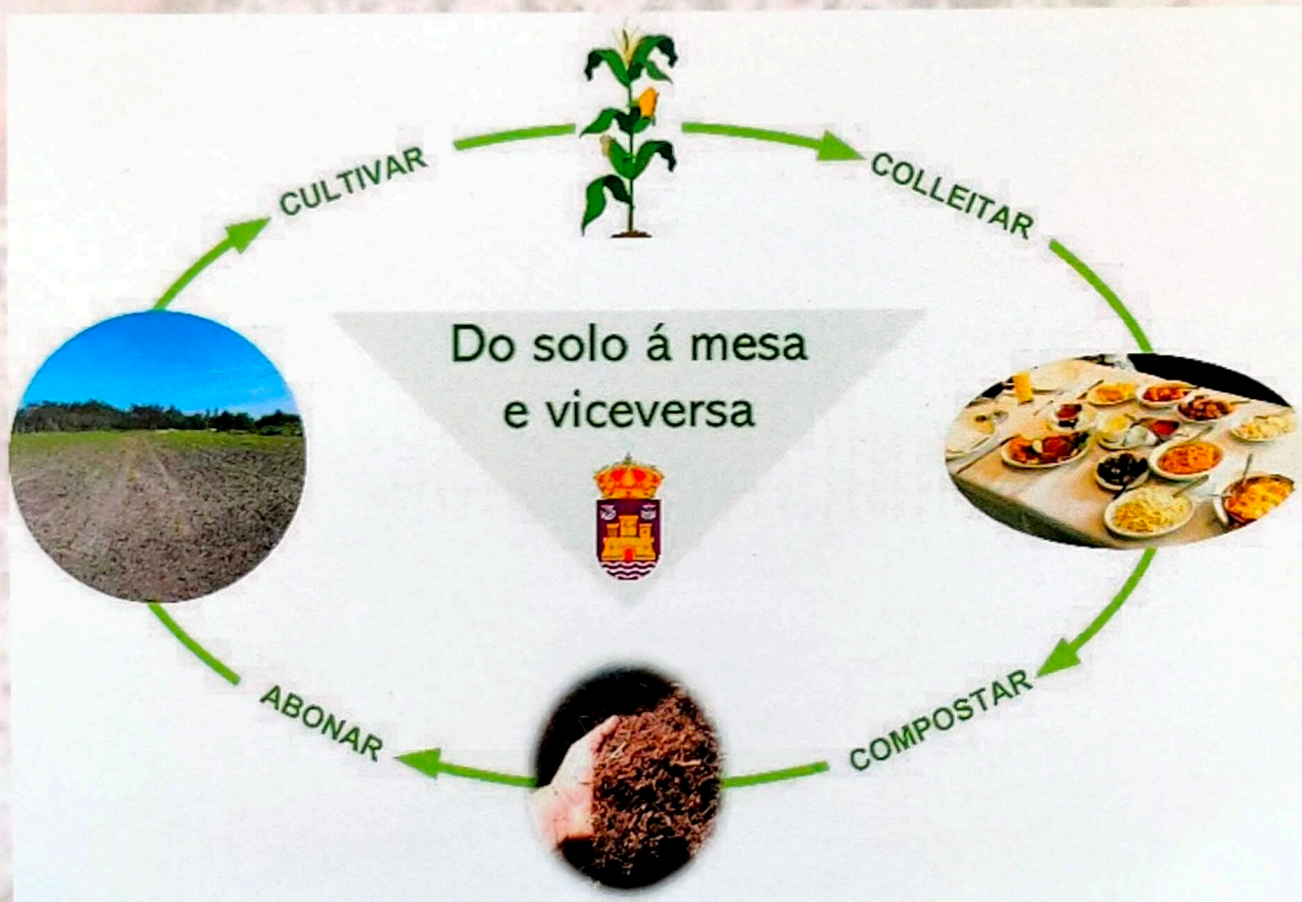 CULTIVAR
COLLEITAR
Do solo á mesa
e viceversa
ABONAR
COMPOSTAR